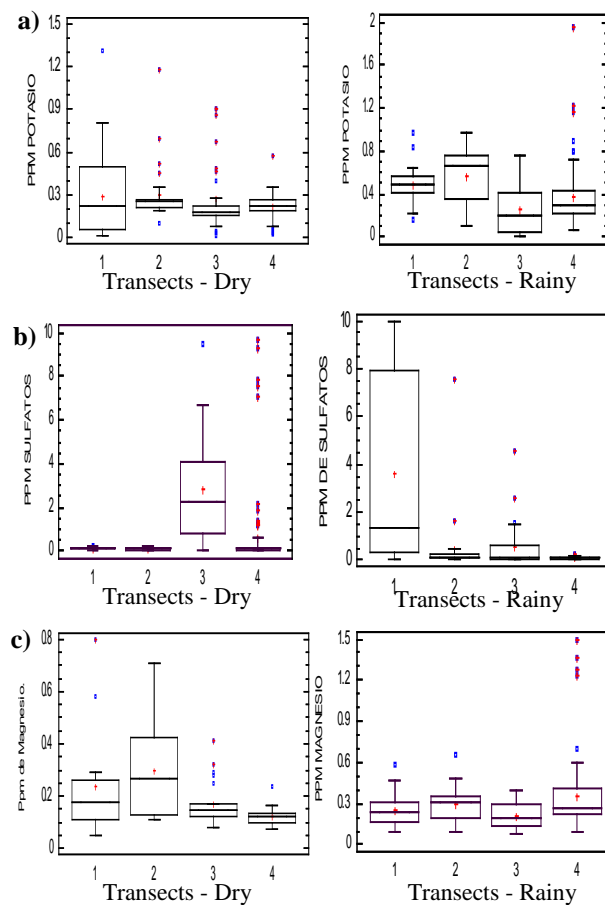 a)
PPM POTASIO
1.5
1.2
0.9
0.6
0.3
0
1 2 3 4
Transects - Dry
PPM POTASIO
2
1.6
1.2
0.8
0.4
0
1 2 3 4
Transects - Rainy
b)
PPM SULFATOS
10
8
6
4
2
0
1 2 3 4
Transects - Dry
PPM DE SULFATOS
10
8
6
4
2
0
1 2 3 4
Transects - Rainy
c)
Ppm de Magnesio.
0.8
0.6
0.4
0.2
0
1 2 3 4
Transects - Dry
PPM MAGNESIO
1.5
1.2
0.9
0.6
0.3
0
1 2 3 4
Transects - Rainy